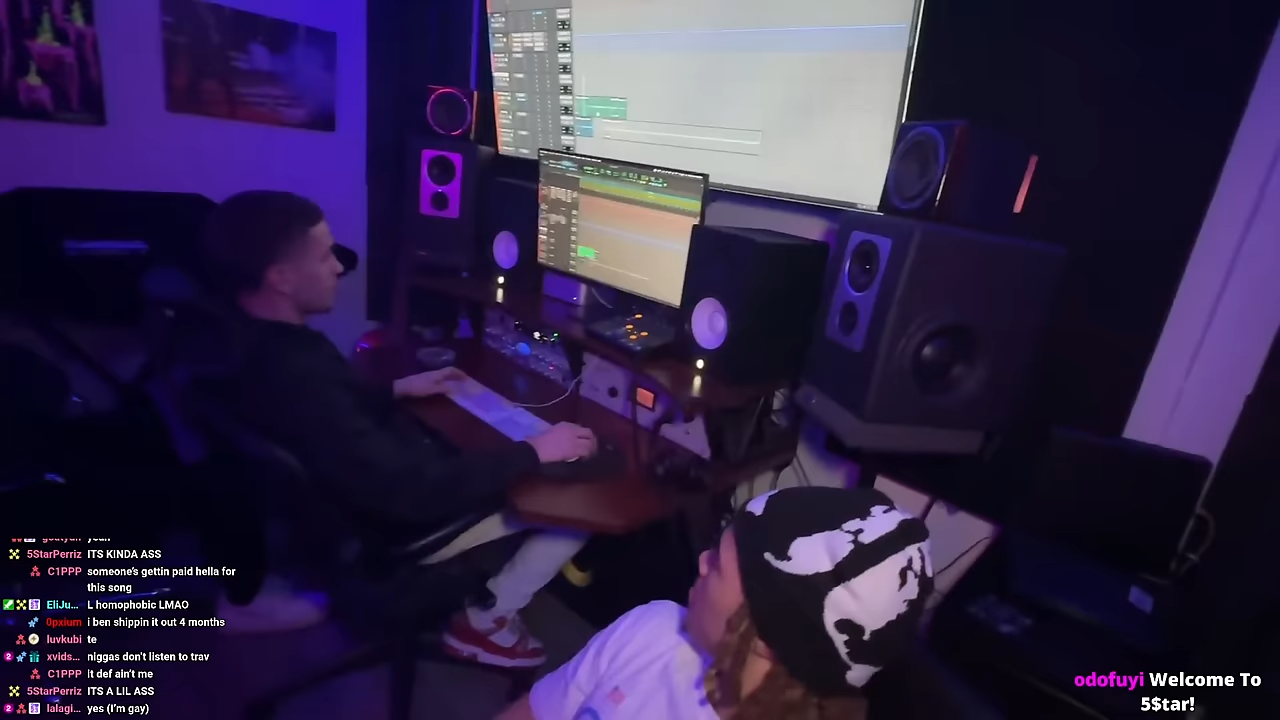 yeah
5StarPerriz ITS KINDA ASS
C1PPP someone's gettin paid hella for
this song
EliJu... L homophobic LMAO
0pxium i ben shippin it out 4 months
luvkubi te
xvids... niggas don't listen to trav
C1PPP It def ain't me
5StarPerriz ITS A LIL ASS
lalagi... yes (I'm gay)
odofuyi Welcome To
5$tar!